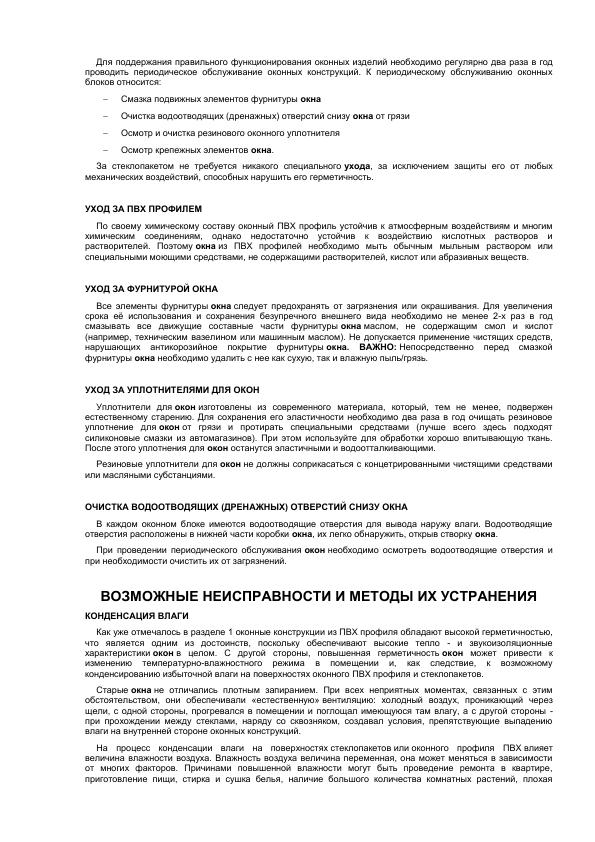 Для поддержания правильного функционирования оконных изделий необходимо регулярно два раза в год
проводить периодическое обслуживание оконных конструкций. К периодическому обслуживанию оконных
блоков относится:
– Смазка подвижных элементов фурнитуры окна
– Очистка водоотводящих (дренажных) отверстий снизу окна от грязи
– Осмотр и очистка резинового оконного уплотнителя
– Осмотр крепежных элементов окна.
За стеклопакетом не требуется никакого специального ухода, за исключением защиты его от любых
механических воздействий, способных нарушить его герметичность.
УХОД ЗА ПВХ ПРОФИЛЕМ
По своему химическому составу оконный ПВХ профиль устойчив к атмосферным воздействиям и многим
химическим соединениям, однако недостаточно устойчив к воздействию кислотных растворов и
растворителей. Поэтому окна из ПВХ профилей необходимо мыть обычным мыльным раствором или
специальными моющими средствами, не содержащими растворителей, кислот или абразивных веществ.
УХОД ЗА ФУРНИТУРОЙ ОКНА
Все элементы фурнитуры окна следует предохранять от загрязнения или окрашивания. Для увеличения
срока её использования и сохранения безупречного внешнего вида необходимо не менее 2-х раз в год
смазывать все движущие составные части фурнитуры окна маслом, не содержащим смол и кислот
(например, техническим вазелином или машинным маслом). Не допускается применение чистящих средств,
нарушающих антикорозийное покрытие фурнитуры окна. ВАЖНО: Непосредственно перед смазкой
фурнитуры окна необходимо удалить с нее как сухую, так и влажную пыль/грязь.
УХОД ЗА УПЛОТНИТЕЛЯМИ ДЛЯ ОКОН
Уплотнители для окон изготовлены из современного материала, который, тем не менее, подвержен
естественному старению. Для сохранения его эластичности необходимо два раза в год очищать резиновое
уплотнение для окон от грязи и протирать специальными средствами (лучше всего здесь подходят
силиконовые смазки из автомагазинов). При этом используйте для обработки хорошо впитывающую ткань.
После этого уплотнения для окон останутся эластичными и водоотталкивающими.
Резиновые уплотнители для окон не должны соприкасаться с концетрированными чистящими средствами
или масляными субстанциями.
ОЧИСТКА ВОДООТВОДЯЩИХ (ДРЕНАЖНЫХ) ОТВЕРСТИЙ СНИЗУ ОКНА
В каждом оконном блоке имеются водоотводящие отверстия для вывода наружу влаги. Водоотводящие
отверстия расположены в нижней части коробки окна, их легко обнаружить, открыв створку окна.
При проведении периодического обслуживания окон необходимо осмотреть водоотводящие отверстия и
при необходимости очистить их от загрязнений.
ВОЗМОЖНЫЕ НЕИСПРАВНОСТИ И МЕТОДЫ ИХ УСТРАНЕНИЯ
КОНДЕНСАЦИЯ ВЛАГИ
Как уже отмечалось в разделе 1 оконные конструкции из ПВХ профиля обладают высокой герметичностью,
что является одним из достоинств, поскольку обеспечивают высокие тепло - и звукоизоляционные
характеристики окон в целом. С другой стороны, повышенная герметичность окон может привести к
изменению температурно-влажностного режима в помещении и, как следствие, к возможному
конденсированию избыточной влаги на поверхностях оконного ПВХ профиля и стеклопакетов.
Старые окна не отличались плотным запиранием. При всех неприятных моментах, связанных с этим
обстоятельством, они обеспечивали «естественную» вентиляцию: холодный воздух, проникающий через
щели, с одной стороны, прогревался в помещении и поглощал имеющуюся там влагу, а с другой стороны -
при прохождении между стеклами, наряду со сквозняком, создавал условия, препятствующие выпадению
влаги на внутренней стороне оконных конструкций.
На процесс конденсации влаги на поверхностях стеклопакетов или оконного профиля ПВХ влияет
величина влажности воздуха. Влажность воздуха величина переменная, она может меняться в зависимости
от многих факторов. Причинами повышенной влажности могут быть проведение ремонта в квартире,
приготовление пищи, стирка и сушка белья, наличие большого количества комнатных растений, плохая